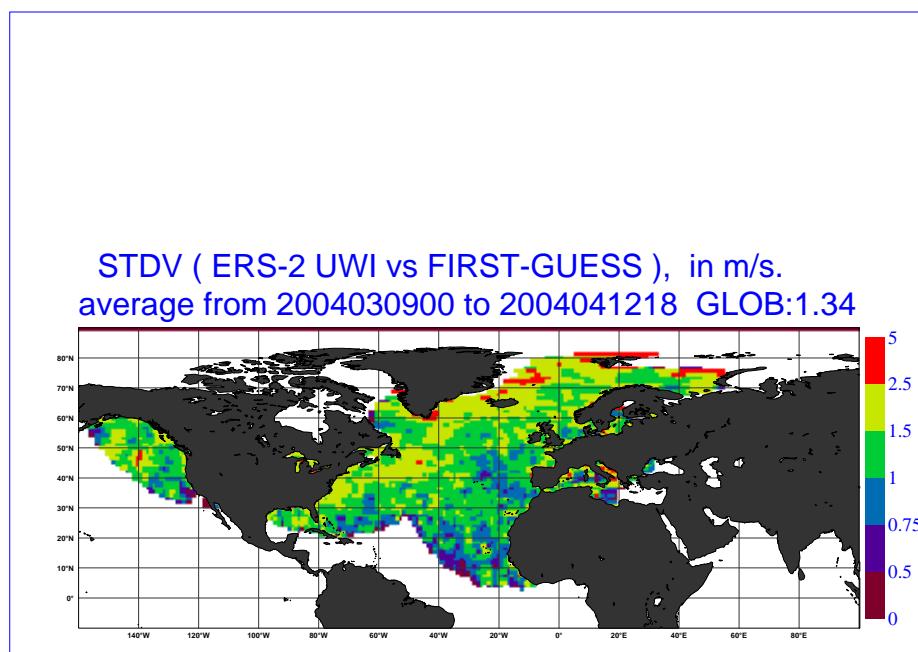 STDV ( ERS-2 UWI vs FIRST-GUESS ), in m/s.
average from 2004030900 to 2004041218 GLOB:1.34
80°N
70°N
60°N
50°N
40°N
30°N
20°N
10°N
0°
140°W 120°W 100°W 80°W 60°W 40°W 20°W 0° 20°E 40°E 60°E 80°E
5
2.5
1.5
1
0.75
0.5
0